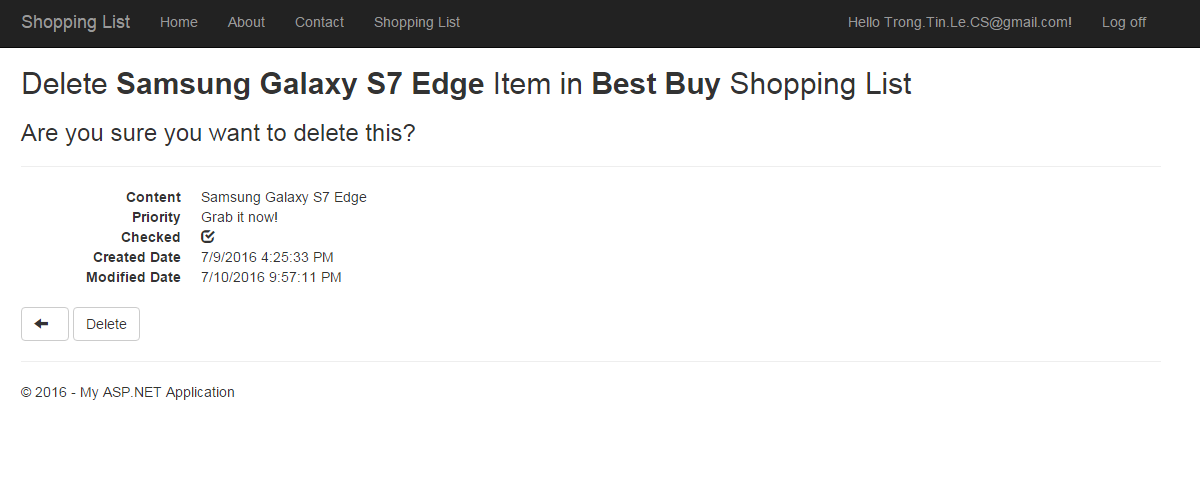 Shopping List Home About Contact Shopping List Hello Trong.Tin.Le.CS@gmail.com! Log off
Delete Samsung Galaxy S7 Edge Item in Best Buy Shopping List
Are you sure you want to delete this?
Content Samsung Galaxy S7 Edge
Priority Grab it now!
Checked
Created Date 7/9/2016 4:25:33 PM
Modified Date 7/10/2016 9:57:11 PM
Delete
© 2016 - My ASP.NET Application